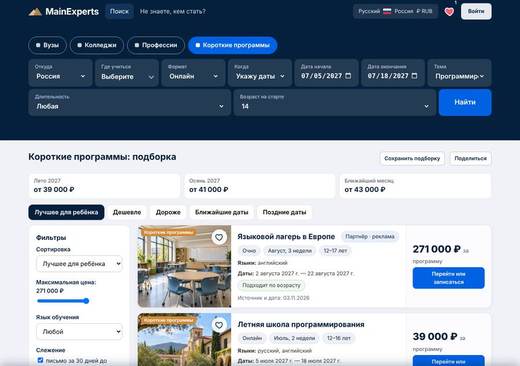 MainExperts Поиск Не знаете, кем стать? Русский Россия ₽ RUB 1 Войти
Вузы Колледжи Профессии Короткие программы
Откуда Где учиться Формат Когда Дата начала Дата окончания Тема
Россия Выберите Онлайн Укажу даты 07/05/2027 07/18/2027 Программир
Длительность Возраст на старте
Любая 14 Найти
Короткие программы: подборка Сохранить подборку Поделиться
Лето 2027 Осень 2027 Ближайший месяц
от 39 000 ₽ от 41 000 ₽ от 43 000 ₽
Лучшее для ребёнка Дешевле Дороже Ближайшие даты Поздние даты
Фильтры
Сортировка
Лучшее для ребёнка
Максимальная цена:
271 000 ₽
Язык обучения
Любой
Слежение
письмо за 30 дней до
Короткие программы
Языковой лагерь в Европе Партнёр · реклама
Очно Август, 3 недели 12–17 лет
Языки: английский
Даты: 2 августа 2027 г. — 22 августа 2027 г.
Подходит по возрасту
Источник и дата: 03.11.2026
271 000 ₽ за
программу
Перейти или
записаться
Короткие программы
Летняя школа программирования
Онлайн Июль, 2 недели 12–16 лет
Языки: русский, английский
Даты: 5 июля 2027 г. — 18 июля 2027 г.
39 000 ₽ за
программу
Перейти или